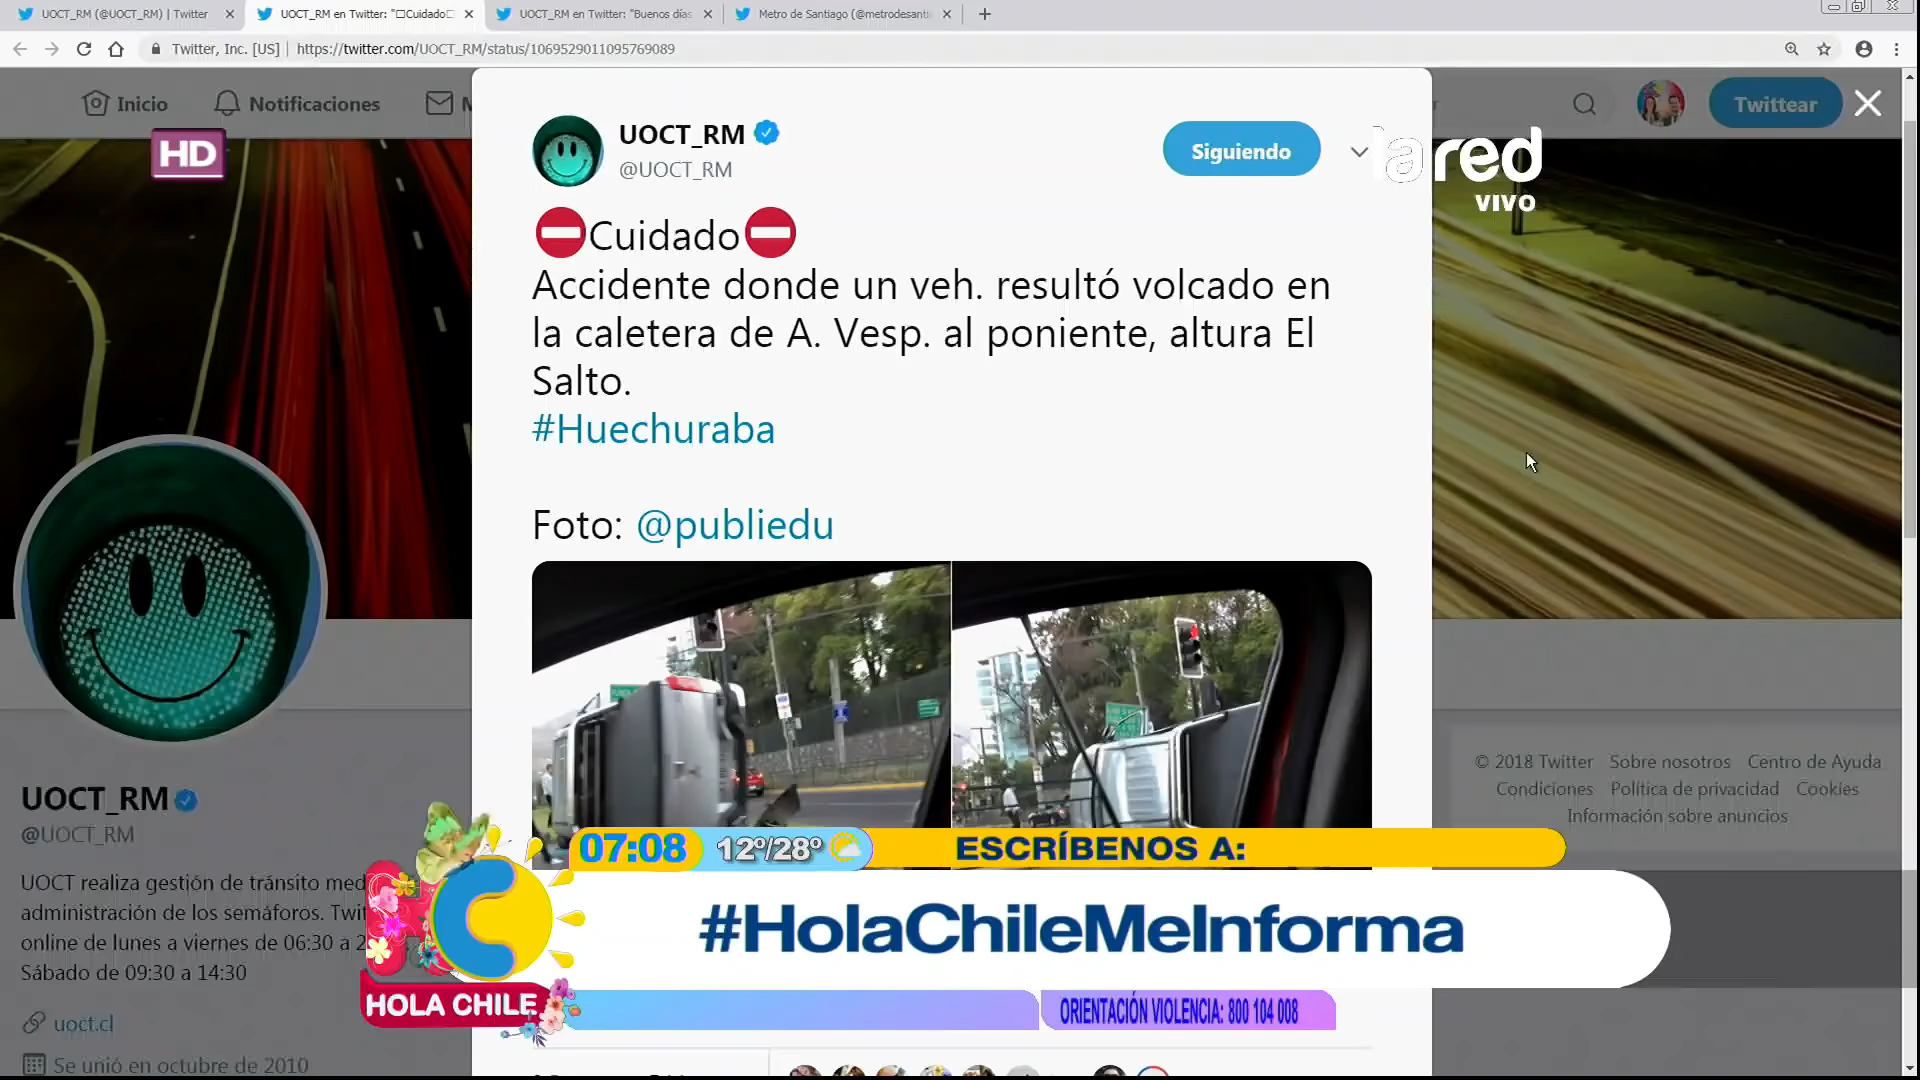 UOCT_RM (@UOCT_RM) | Twitter
UOCT_RM en Twitter: "□Cuidado□
UOCT_RM en Twitter: "Buenos días
Metro de Santiago (@metrodesanti
Twitter, Inc. [US] | https://twitter.com/UOCT_RM/status/1069529011095769089
Inicio
Notificaciones
Twittear
HD
UOCT_RM
@UOCT_RM
Siguiendo
la red
VIVO
⛔Cuidado⛔
Accidente donde un veh. resultó volcado en
la caletera de A. Vesp. al poniente, altura El
Salto.
#Huechuraba
Foto: @publiedu
UOCT_RM
@UOCT_RM
UOCT realiza gestión de tránsito med
administración de los semáforos. Twi
online de lunes a viernes de 06:30 a 2
Sábado de 09:30 a 14:30
uoct.cl
Se unió en octubre de 2010
© 2018 Twitter Sobre nosotros Centro de Ayuda
Condiciones Política de privacidad Cookies
Información sobre anuncios
07:08 12º/28º ESCRÍBENOS A:
#HolaChileMeInforma
HC
HOLA CHILE
ORIENTACIÓN VIOLENCIA: 800 104 008